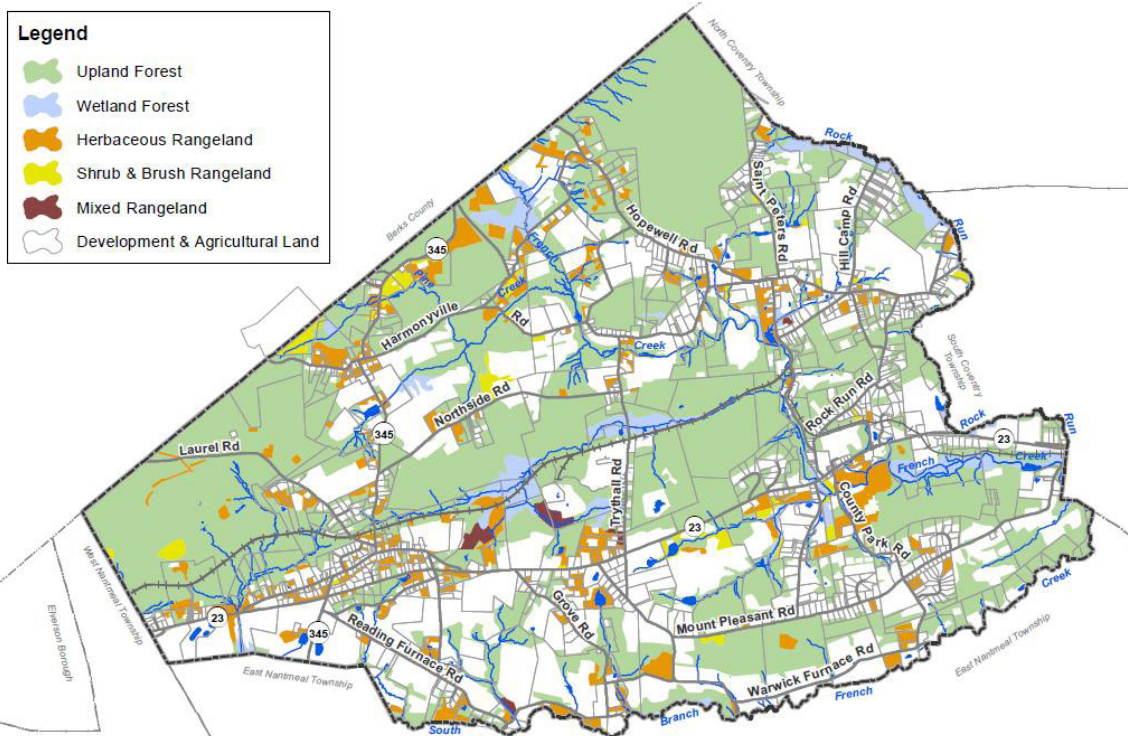 Legend
Upland Forest
Wetland Forest
Herbaceous Rangeland
Shrub & Brush Rangeland
Mixed Rangeland
Development & Agricultural Land
North Coventry Township
Rock
Run
Berks County
345
Pine
Creek
French
Hopewell Rd
Saint Peters Rd
Hill Camp Rd
Harmonyville
Rd
Creek
South Coventry
Township
Northside Rd
345
Laurel Rd
Rock Run Rd
Rock
Run
23
French
Creek
Trythall Rd
23
County Park Rd
West Nantmeal Township
Elverson Borough
23
345
Reading Furnace Rd
Grove Rd
Mount Pleasant Rd
Warwick Furnace Rd
East Nantmeal Township
East Nantmeal Township
South
Branch
French
Creek